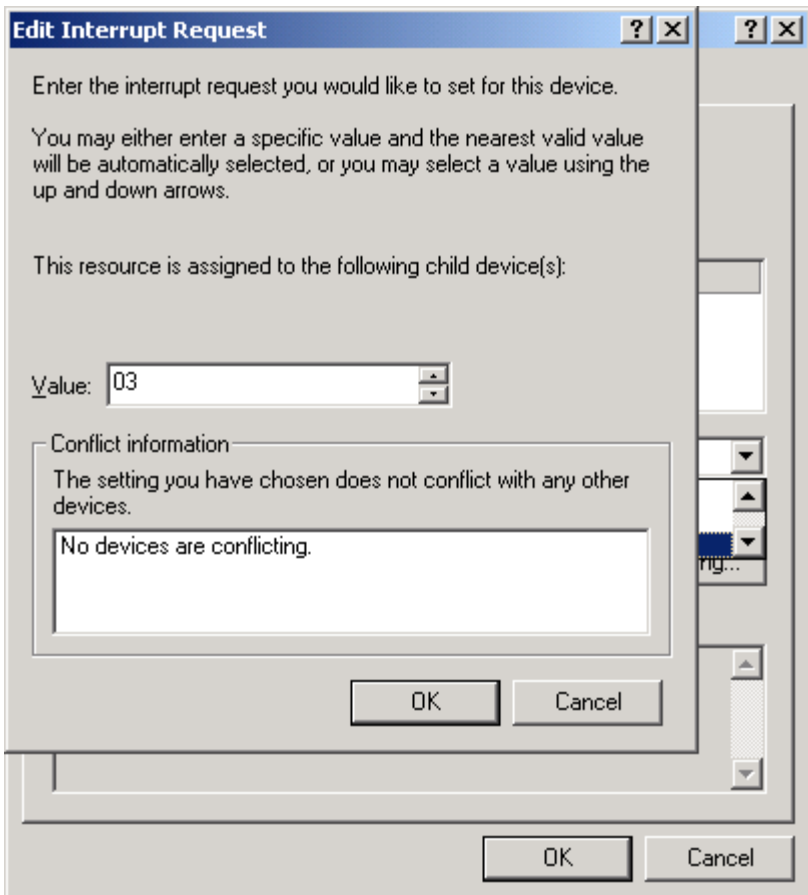 Edit Interrupt Request
Enter the interrupt request you would like to set for this device.
You may either enter a specific value and the nearest valid value
will be automatically selected, or you may select a value using the
up and down arrows.
This resource is assigned to the following child device(s):
Value: 03
Conflict information
The setting you have chosen does not conflict with any other
devices.
No devices are conflicting.
OK Cancel
OK Cancel